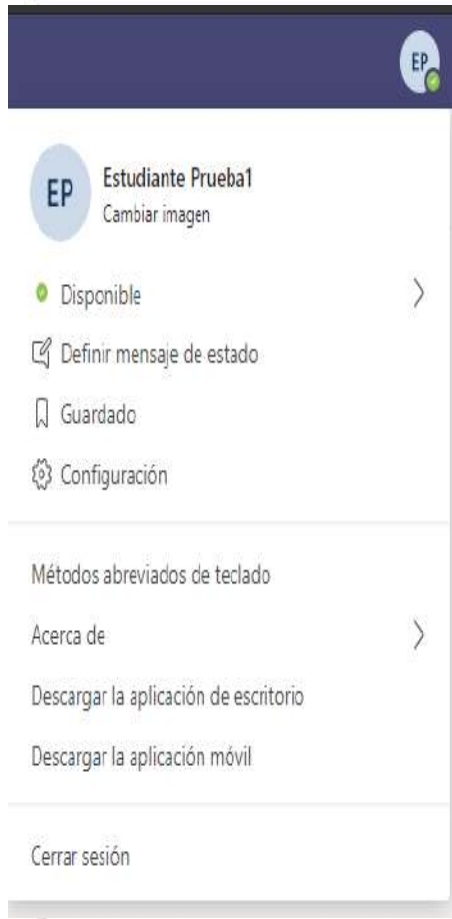 EP
EP
Estudiante Prueba1
Cambiar imagen
Disponible
Definir mensaje de estado
Guardado
Configuración
Métodos abreviados de teclado
Acerca de
Descargar la aplicación de escritorio
Descargar la aplicación móvil
Cerrar sesión